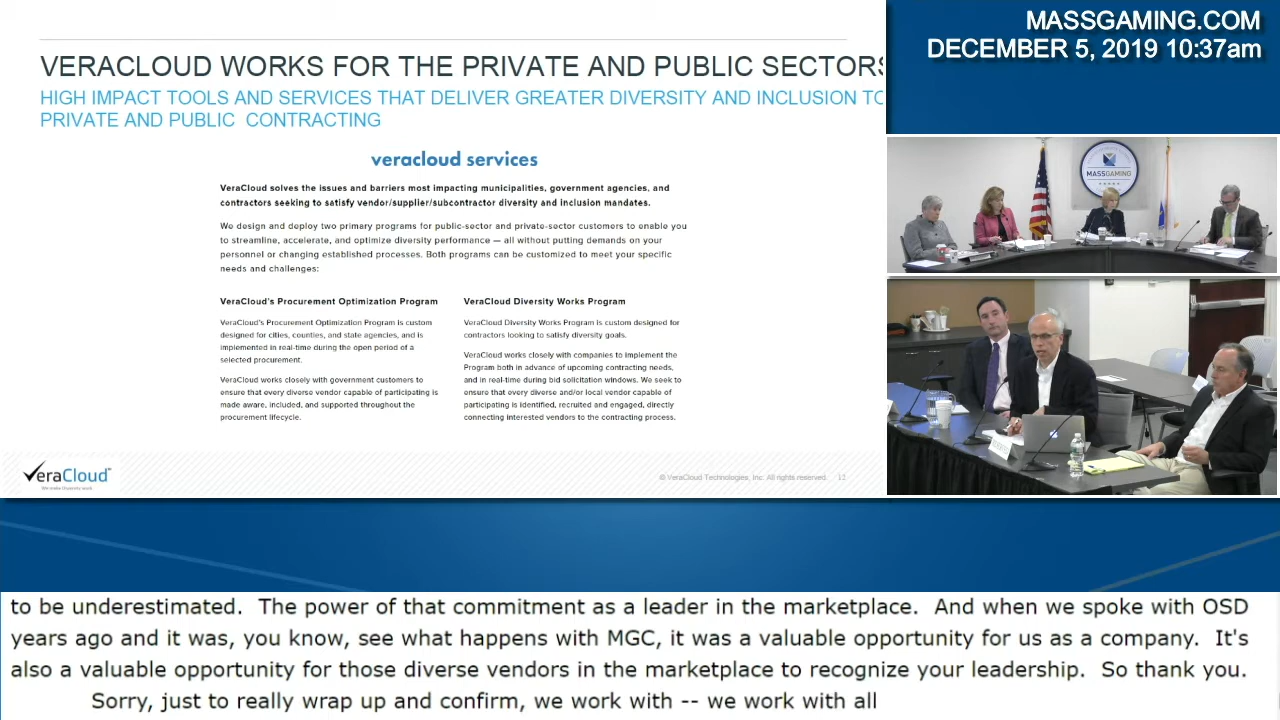 VERACLOUD WORKS FOR THE PRIVATE AND PUBLIC SECTORS
HIGH IMPACT TOOLS AND SERVICES THAT DELIVER GREATER DIVERSITY AND INCLUSION TO
PRIVATE AND PUBLIC CONTRACTING
veracloud services
VeraCloud solves the issues and barriers most impacting municipalities, government agencies, and
contractors seeking to satisfy vendor/supplier/subcontractor diversity and inclusion mandates.
We design and deploy two primary programs for public-sector and private-sector customers to enable you
to streamline, accelerate, and optimize diversity performance — all without putting demands on your
personnel or changing established processes. Both programs can be customized to meet your specific
needs and challenges:
VeraCloud's Procurement Optimization Program
VeraCloud's Procurement Optimization Program is custom
designed for cities, counties, and state agencies, and is
implemented in real-time during the open period of a
selected procurement.
VeraCloud works closely with government customers to
ensure that every diverse vendor capable of participating is
made aware, included, and supported throughout the
procurement lifecycle.
VeraCloud Diversity Works Program
VeraCloud Diversity Works Program is custom designed for
contractors looking to satisfy diversity goals.
VeraCloud works closely with companies to implement the
Program both in advance of upcoming contracting needs,
and in real-time during bid solicitation windows. We seek to
ensure that every diverse and/or local vendor capable of
participating is identified, recruited and engaged, directly
connecting interested vendors to the contracting process.
VeraCloud
We make Diversity work
© VeraCloud Technologies, Inc. All rights reserved. 12
MASSGAMING.COM
DECEMBER 5, 2019 10:37am
MASSGAMING
to be underestimated. The power of that commitment as a leader in the marketplace. And when we spoke with OSD
years ago and it was, you know, see what happens with MGC, it was a valuable opportunity for us as a company. It's
also a valuable opportunity for those diverse vendors in the marketplace to recognize your leadership. So thank you.
Sorry, just to really wrap up and confirm, we work with -- we work with all